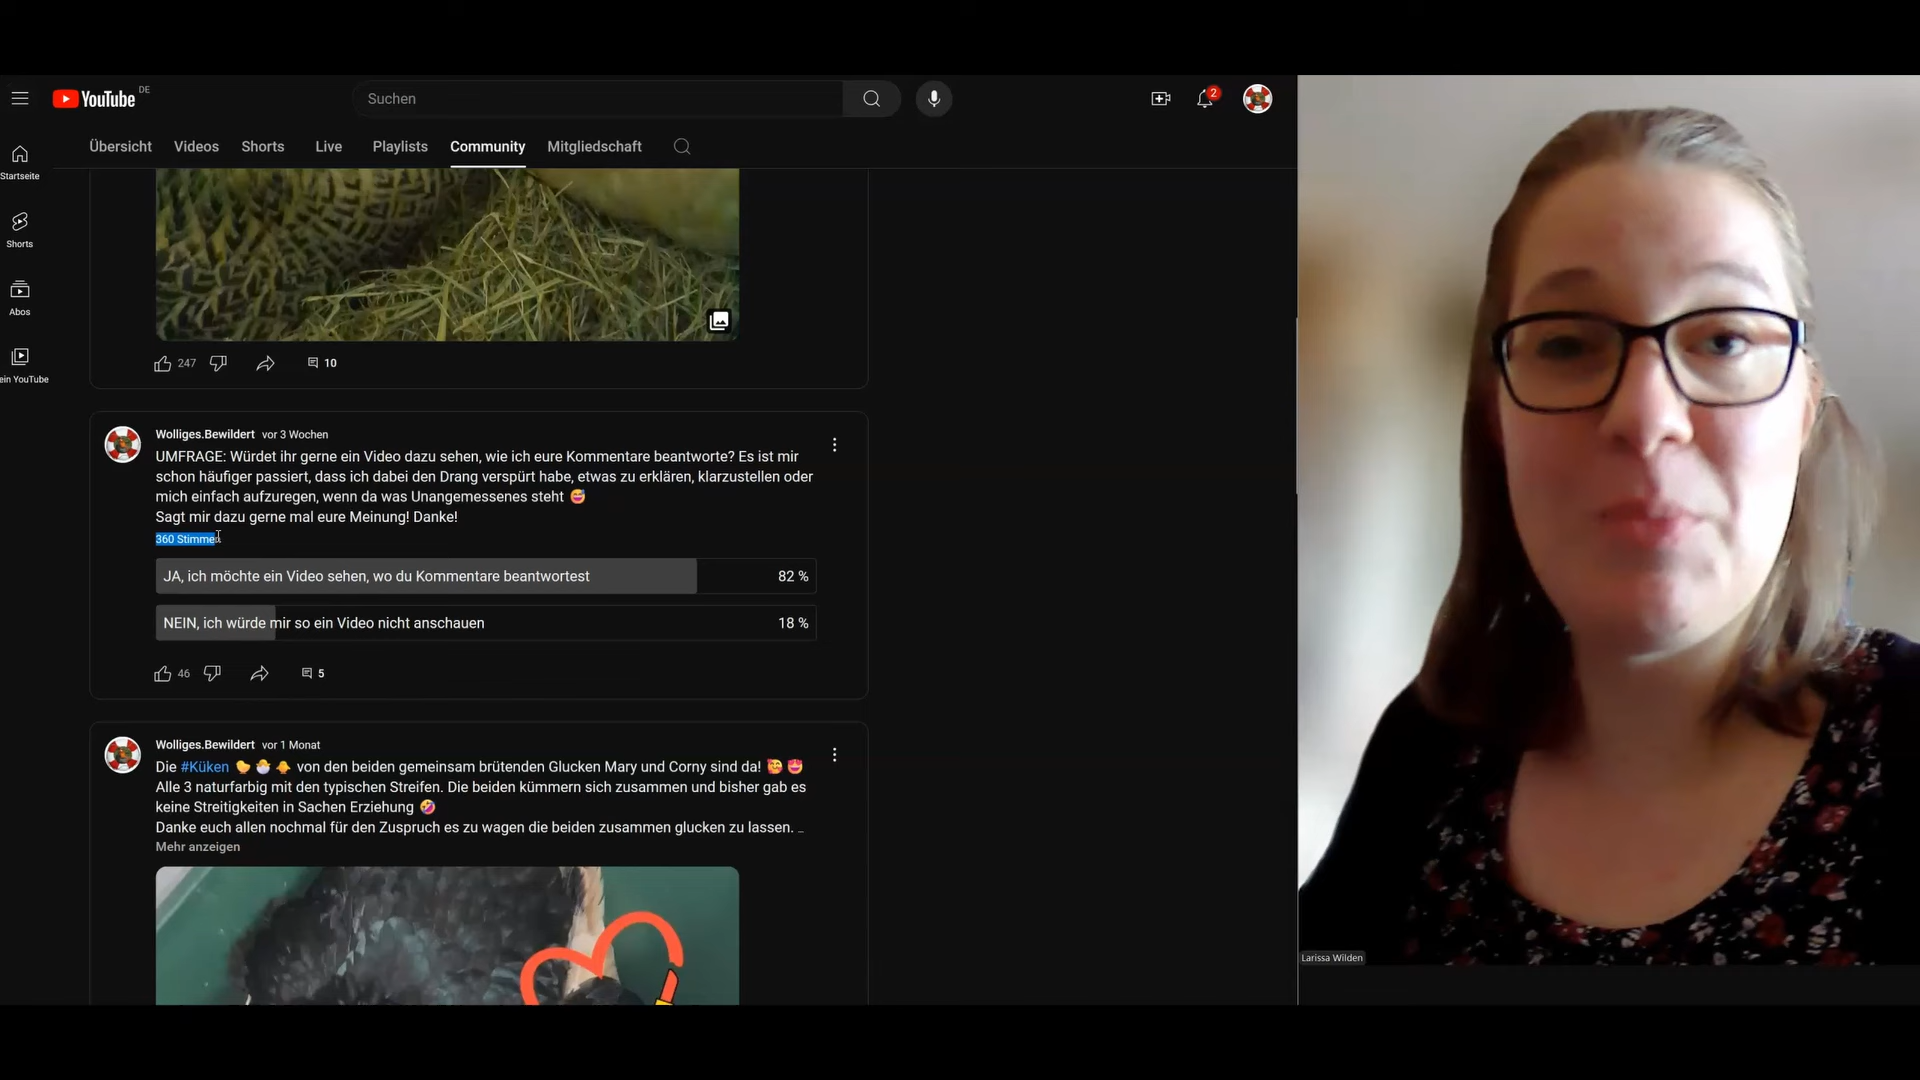 YouTube DE
Suchen
2
Übersicht Videos Shorts Live Playlists Community Mitgliedschaft
Startseite
Shorts
Abos
ein YouTube
247 10
Wolliges.Bewildert vor 3 Wochen
UMFRAGE: Würdet ihr gerne ein Video dazu sehen, wie ich eure Kommentare beantworte? Es ist mir
schon häufiger passiert, dass ich dabei den Drang verspürt habe, etwas zu erklären, klarzustellen oder
mich einfach aufzuregen, wenn da was Unangemessenes steht 😅
Sagt mir dazu gerne mal eure Meinung! Danke!
360 Stimmen
JA, ich möchte ein Video sehen, wo du Kommentare beantwortest 82 %
NEIN, ich würde mir so ein Video nicht anschauen 18 %
46 5
Wolliges.Bewildert vor 1 Monat
Die #Küken 🐤 🐣 🐥 von den beiden gemeinsam brütenden Glucken Mary und Corny sind da! 🥰 🤩
Alle 3 naturfarbig mit den typischen Streifen. Die beiden kümmern sich zusammen und bisher gab es
keine Streitigkeiten in Sachen Erziehung 🤣
Danke euch allen nochmal für den Zuspruch es zu wagen die beiden zusammen glucken zu lassen. ...
Mehr anzeigen
Larissa Wilden